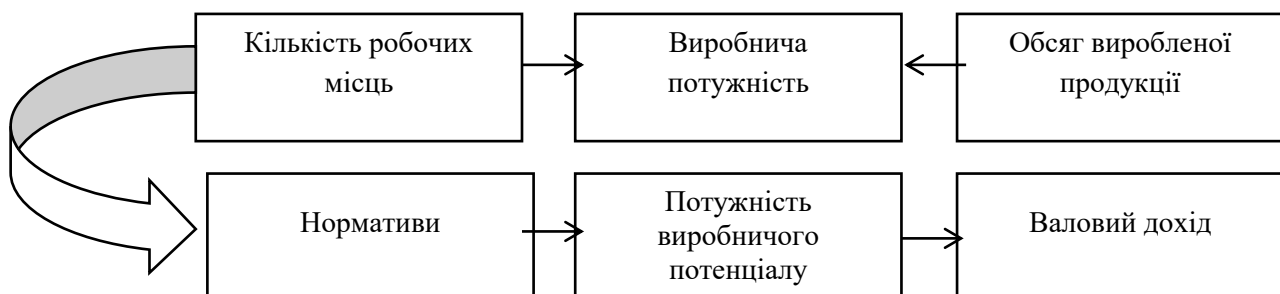 Кількість робочих
місць
Виробнича
потужність
Обсяг виробленої
продукції
Нормативи
Потужність
виробничого
потенціалу
Валовий дохід